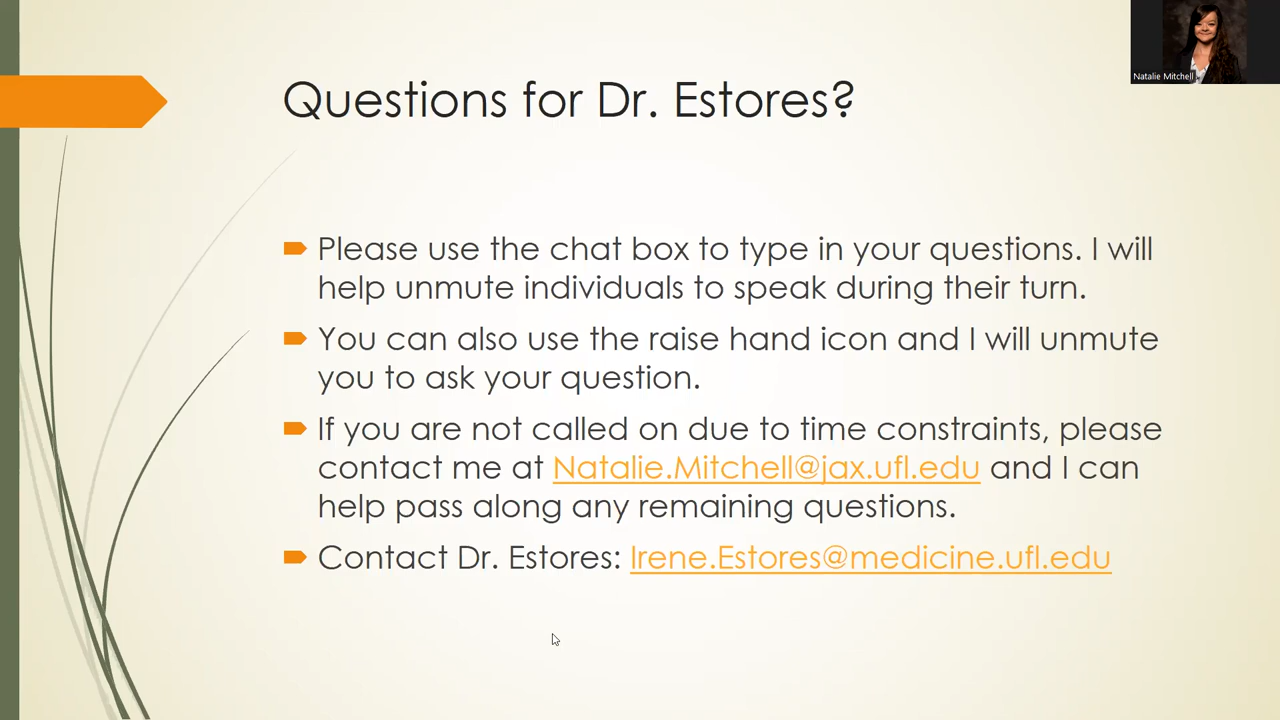 Natalie Mitchell
Questions for Dr. Estores?
Please use the chat box to type in your questions. I will
help unmute individuals to speak during their turn.
You can also use the raise hand icon and I will unmute
you to ask your question.
If you are not called on due to time constraints, please
contact me at Natalie.Mitchell@jax.ufl.edu and I can
help pass along any remaining questions.
Contact Dr. Estores: Irene.Estores@medicine.ufl.edu